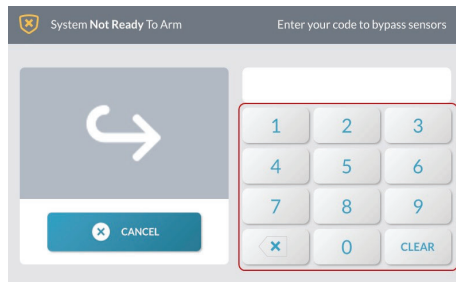 System Not Ready To Arm
Enter your code to bypass sensors
1 2 3
4 5 6
7 8 9
0 CLEAR
CANCEL